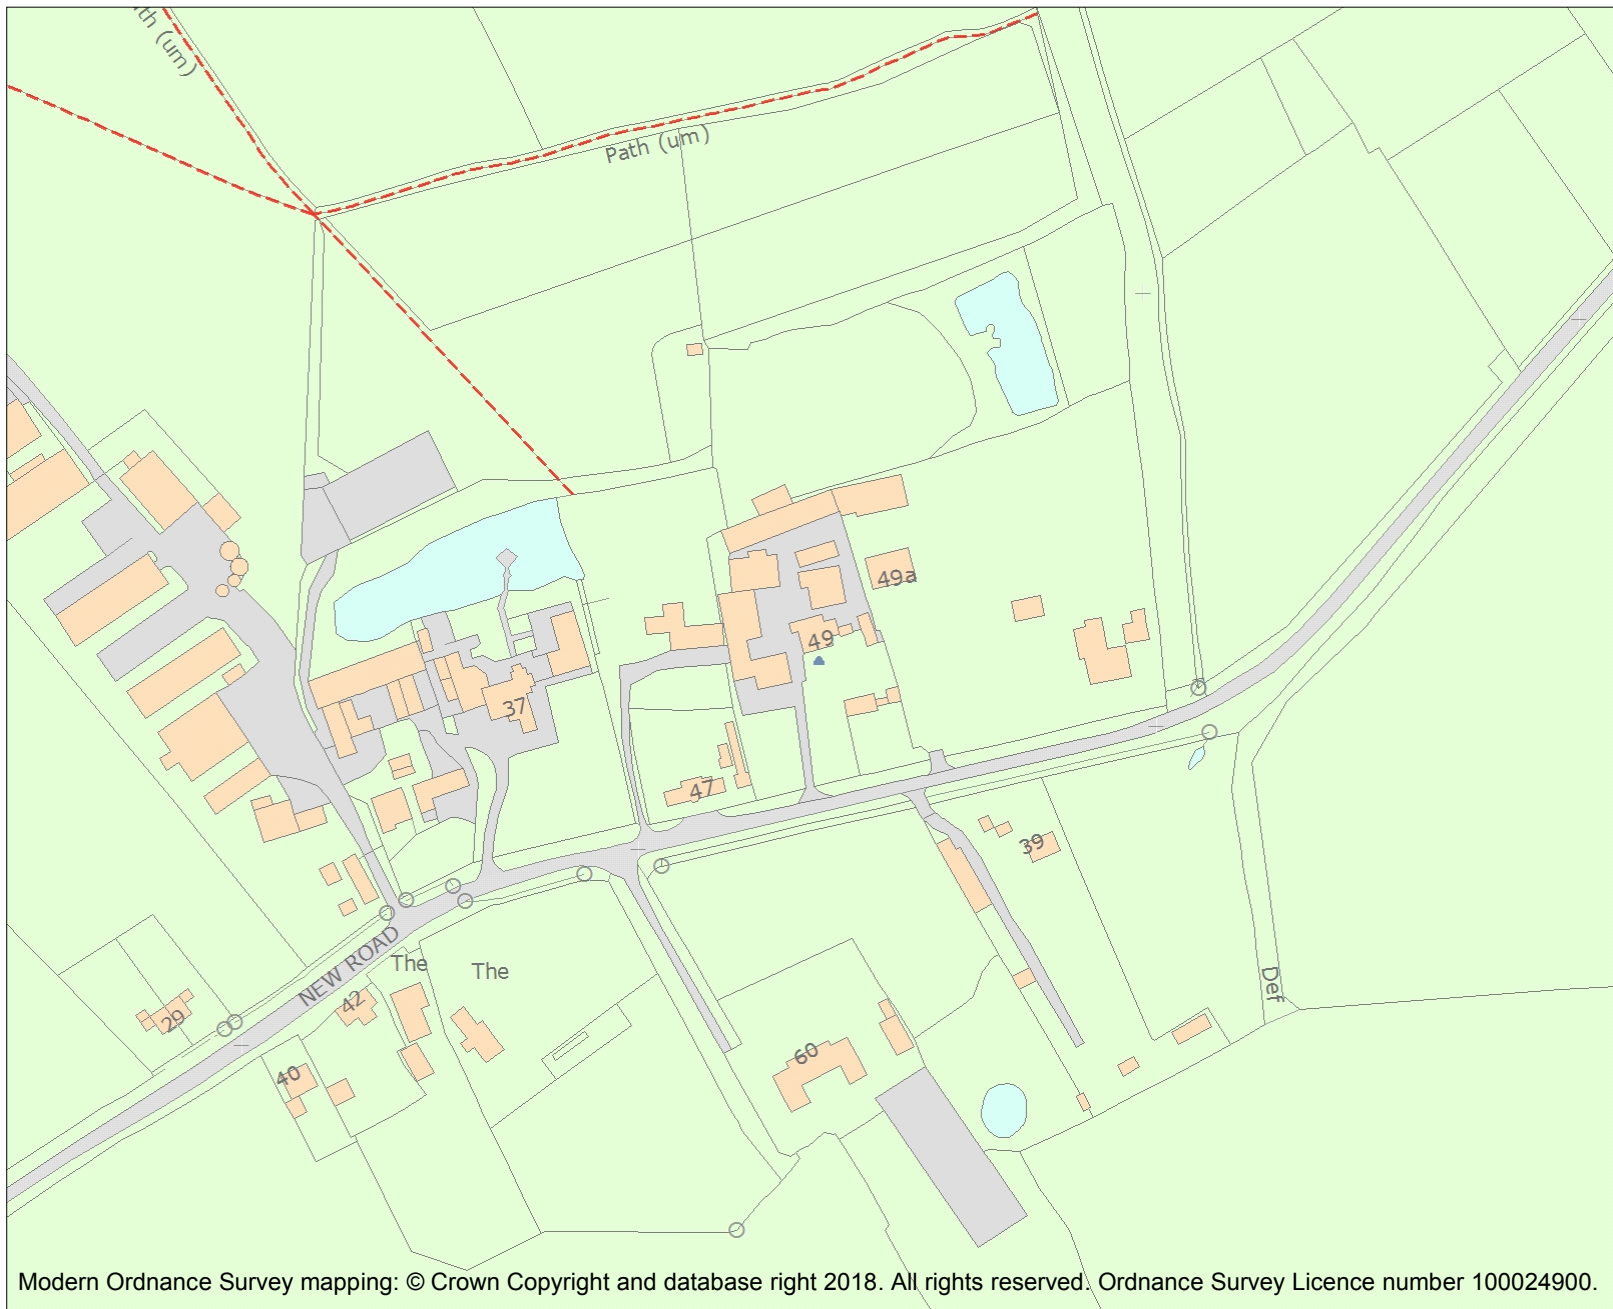 th (um)
Path (um)
49a
49
37
47
39
NEW ROAD
The
The
42
29
40
60
Def
Modern Ordnance Survey mapping: © Crown Copyright and database right 2018. All rights reserved. Ordnance Survey Licence number 100024900.